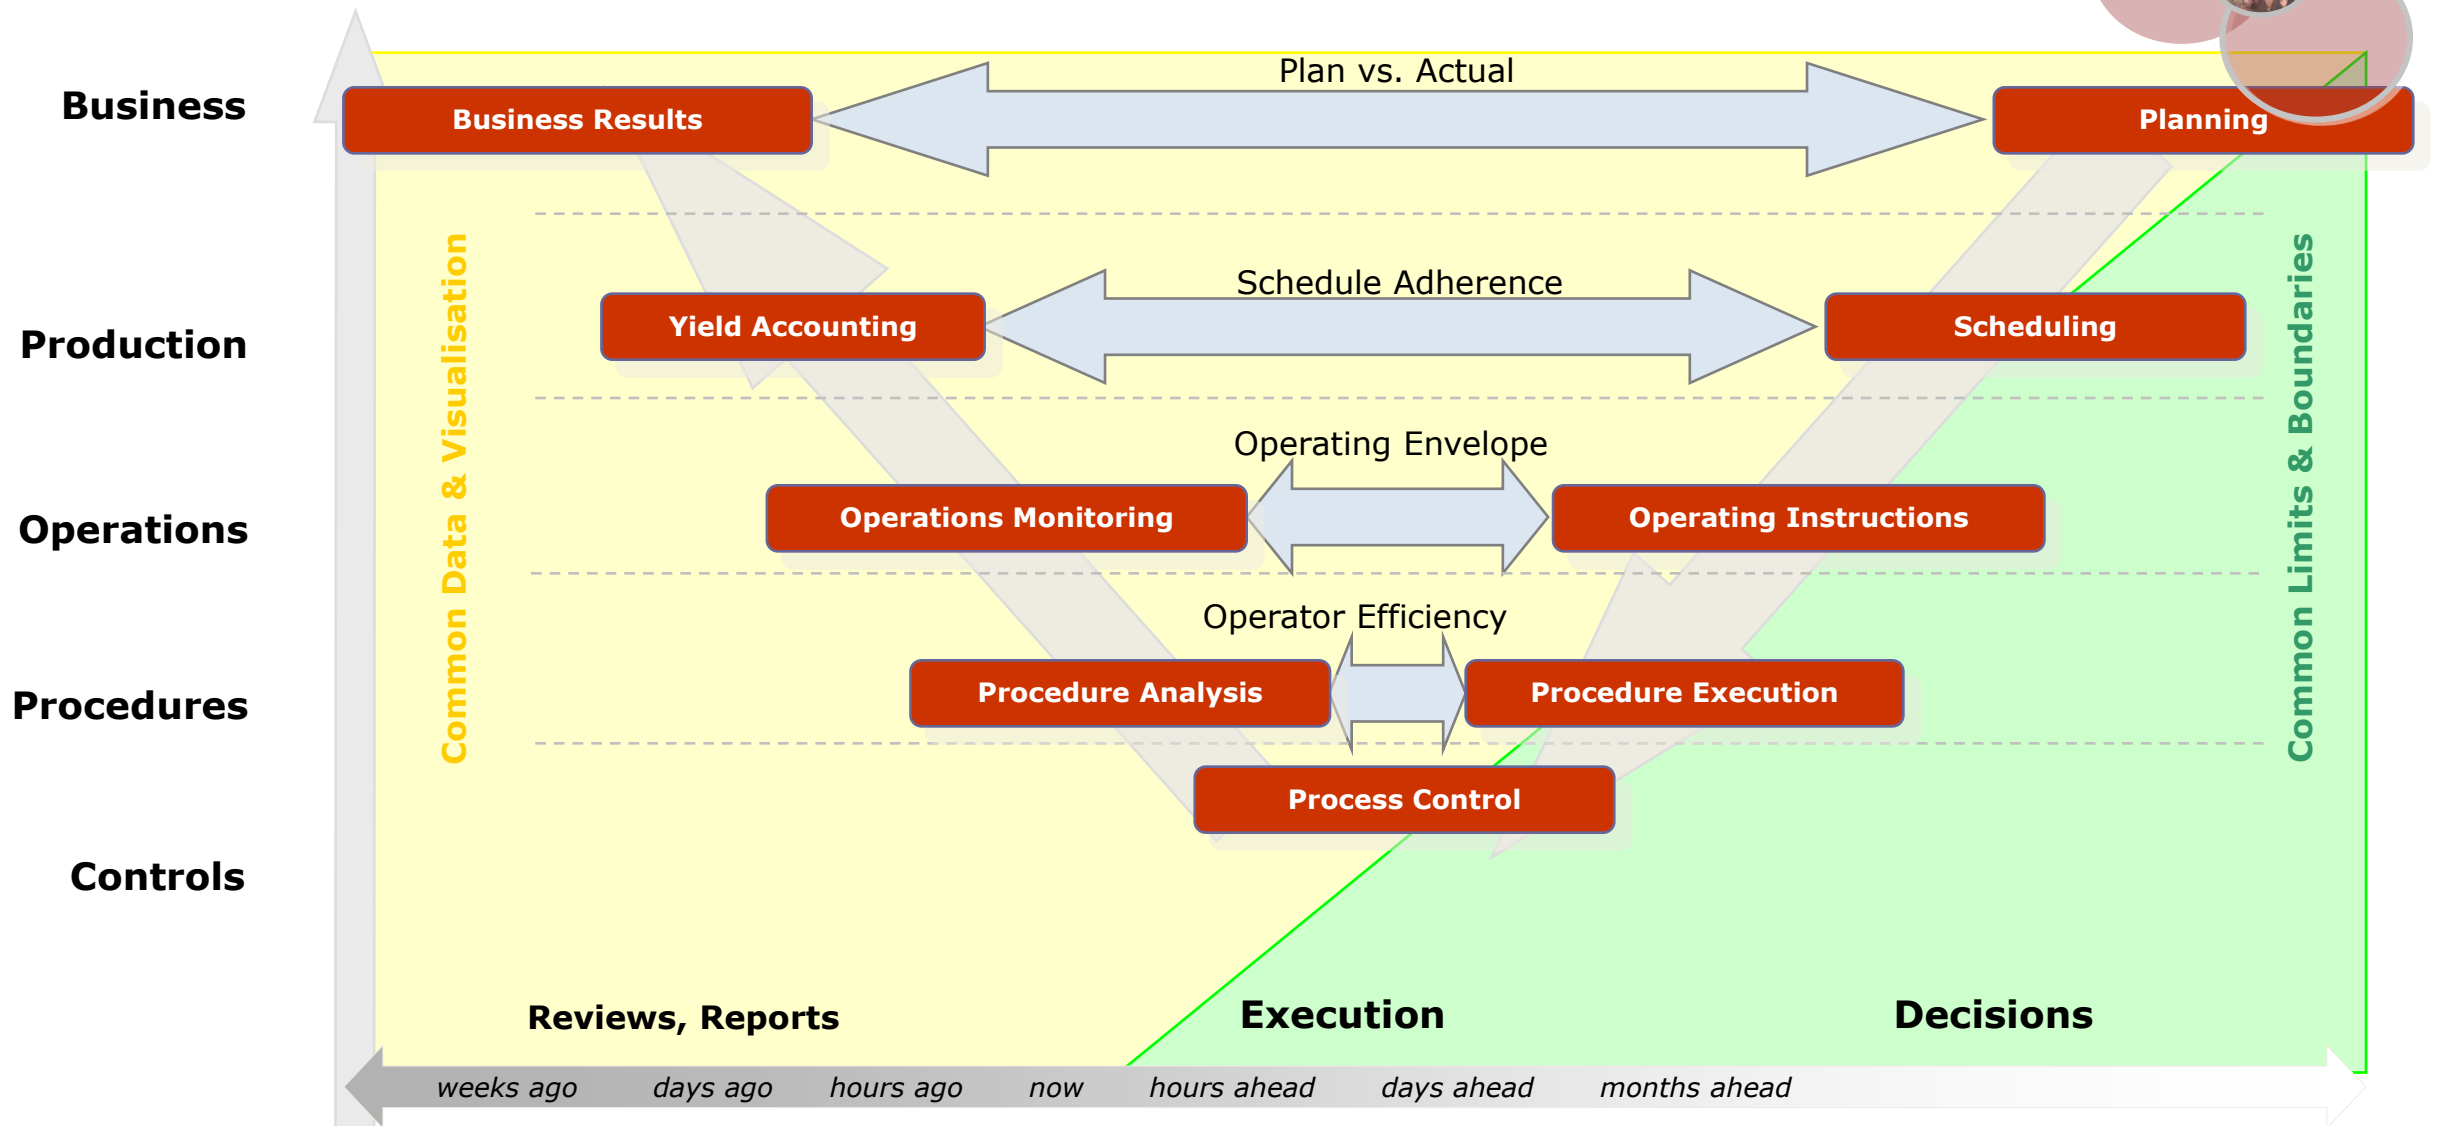 Plan vs. Actual
Business
Business Results
Planning
Schedule Adherence
Production
Yield Accounting
Scheduling
Common Data & Visualisation
Common Limits & Boundaries
Operating Envelope
Operations
Operations Monitoring
Operating Instructions
Operator Efficiency
Procedures
Procedure Analysis
Procedure Execution
Process Control
Controls
Reviews, Reports
Execution
Decisions
weeks ago
days ago
hours ago
now
hours ahead
days ahead
months ahead